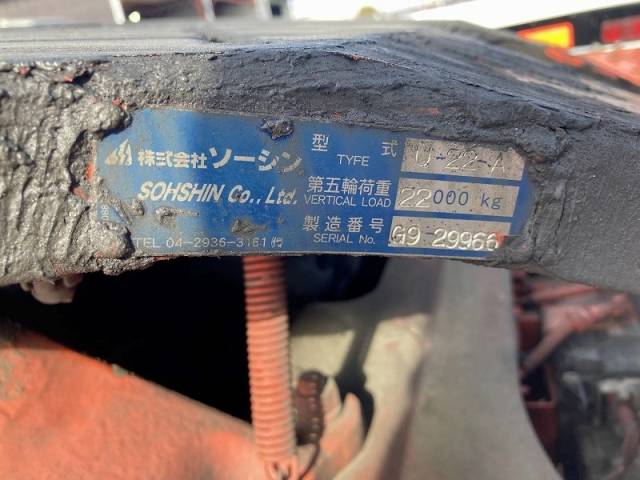 株式会社 ソーシン
SOHSHIN Co., Ltd.
TEL 04-2936-3161㈹
型 式
TYPE
第五輪荷重
VERTICAL LOAD
22000 kg
製造番号
SERIAL No.
G9-29966